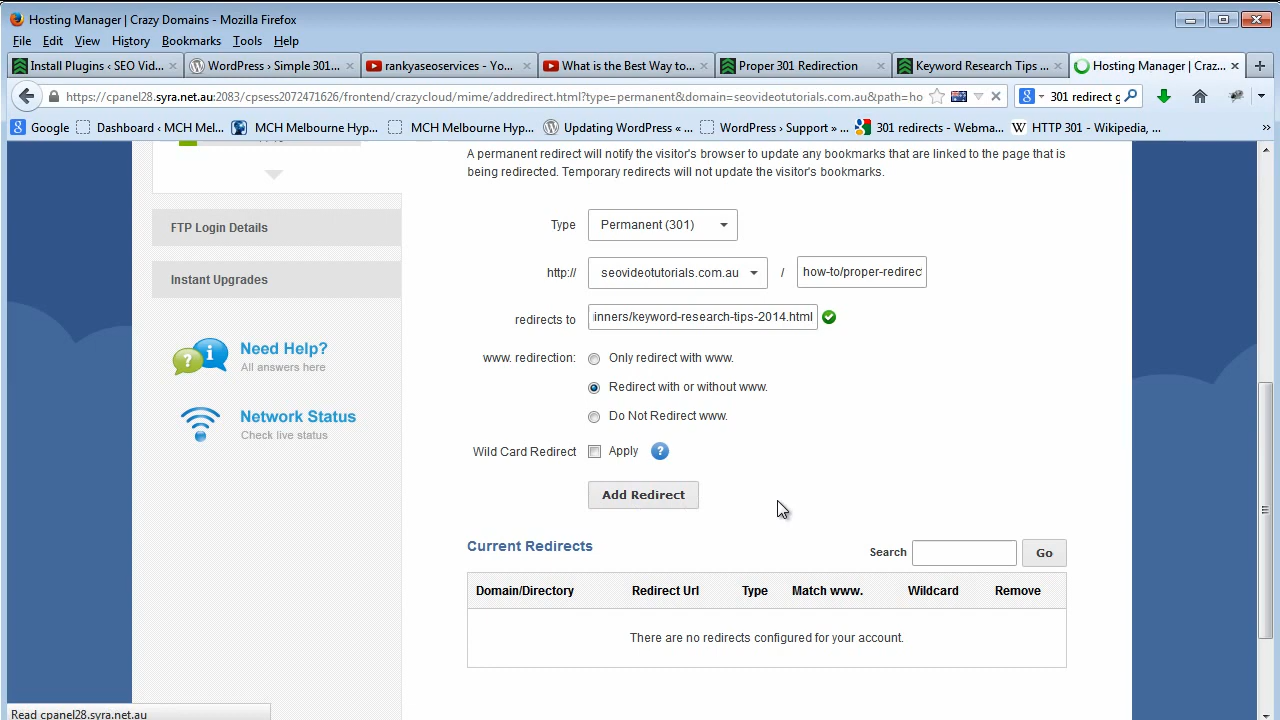 Hosting Manager | Crazy Domains - Mozilla Firefox
File Edit View History Bookmarks Tools Help
Install Plugins ‹ SEO Vid... WordPress › Simple 301... rankyaseoservices - Yo... What is the Best Way to... Proper 301 Redirection Keyword Research Tips ... Hosting Manager | Craz...
https://cpanel28.syra.net.au:2083/cpsess2072471626/frontend/crazycloud/mime/addredirect.html?type=permanent&domain=seovideotutorials.com.au&path=ho 301 redirect g
Google Dashboard ‹ MCH Mel... MCH Melbourne Hyp... MCH Melbourne Hyp... Updating WordPress « ... WordPress › Support » ... 301 redirects - Webma... HTTP 301 - Wikipedia, ...
A permanent redirect will notify the visitor's browser to update any bookmarks that are linked to the page that is
being redirected. Temporary redirects will not update the visitor's bookmarks.
FTP Login Details
Instant Upgrades
Need Help?
All answers here
Network Status
Check live status
Type Permanent (301)
http:// seovideotutorials.com.au / how-to/proper-redirect
redirects to inners/keyword-research-tips-2014.html
www. redirection: Only redirect with www.
Redirect with or without www.
Do Not Redirect www.
Wild Card Redirect Apply ?
Add Redirect
Current Redirects Search Go
Domain/Directory Redirect Url Type Match www. Wildcard Remove
There are no redirects configured for your account.
Read cpanel28.syra.net.au